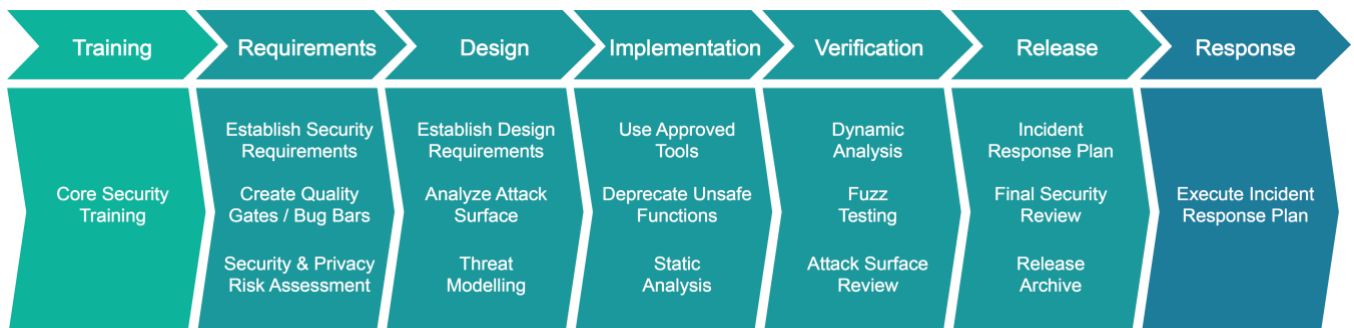 Training
Requirements
Design
Implementation
Verification
Release
Response
Core Security
Training
Establish Security
Requirements
Create Quality
Gates / Bug Bars
Security & Privacy
Risk Assessment
Establish Design
Requirements
Analyze Attack
Surface
Threat
Modelling
Use Approved
Tools
Deprecate Unsafe
Functions
Static
Analysis
Dynamic
Analysis
Fuzz
Testing
Attack Surface
Review
Incident
Response Plan
Final Security
Review
Release
Archive
Execute Incident
Response Plan